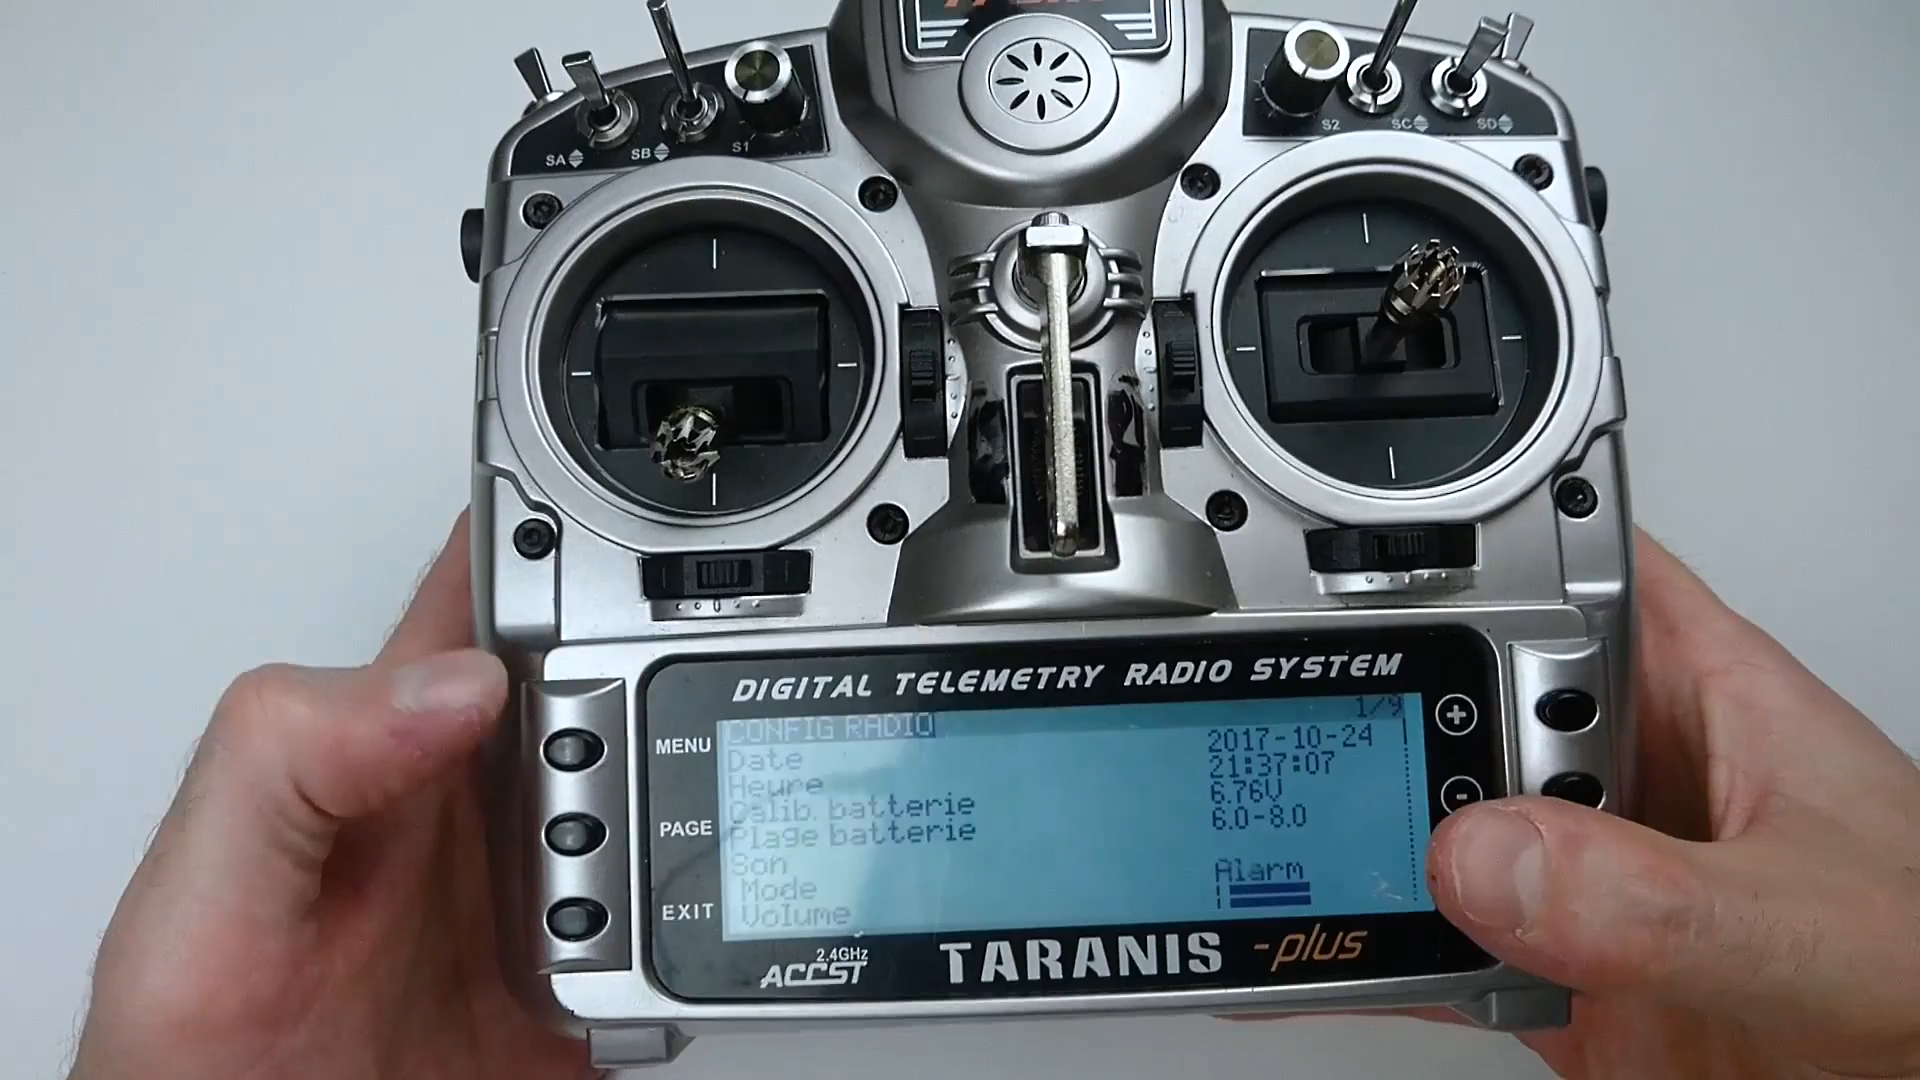 SA
SB
S1
S2
SC
SD
DIGITAL TELEMETRY RADIO SYSTEM
MENU
PAGE
EXIT
CONFIG RADIO 1/9
Date 2017-10-24
Heure 21:37:07
Calib. batterie 6.76V
Plage batterie 6.0-8.0
Son
Mode Alarm
Volume
+
-
2.4GHz
ACCST
TARANIS -plus